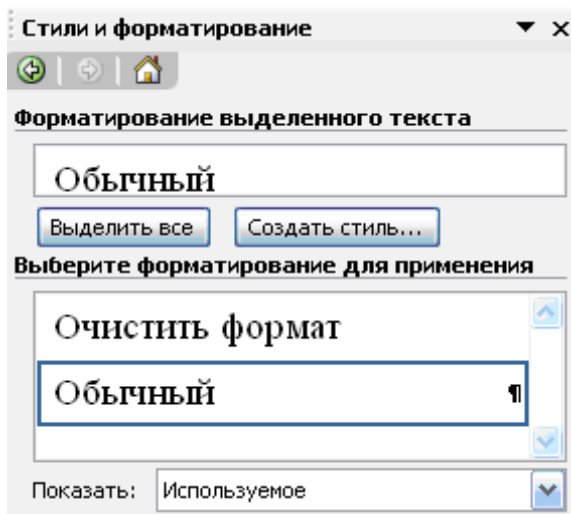 Стили и форматирование
Форматирование выделенного текста
Обычный
Выделить все Создать стиль...
Выберите форматирование для применения
Очистить формат
Обычный ¶
Показать: Используемое